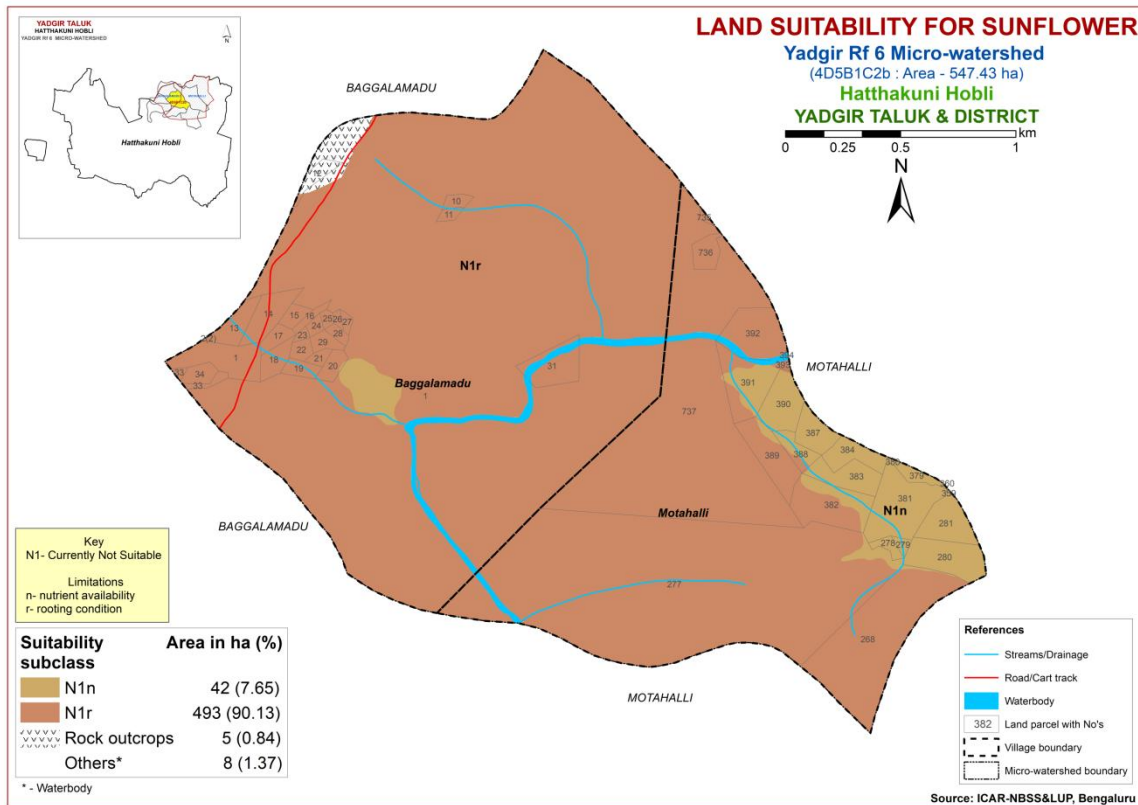 YADGIR TALUK
HATTHAKUNI HOBLI
YADGIR Rf 6 MICRO-WATERSHED
N
Hatthakuni Hobli
LAND SUITABILITY FOR SUNFLOWER
Yadgir Rf 6 Micro-watershed
(4D5B1C2b : Area - 547.43 ha)
Hatthakuni Hobli
YADGIR TALUK & DISTRICT
km
0 0.25 0.5 1
N
BAGGALAMADU
12
10
11
735
736
N1r
14
15 16
25 26 27
13
17
24
23
28
29
22
21
18
19
20
1
33 34
33
31
392
394
MOTAHALLI
Baggalamadu
1
391
390
737
387
389
388
384
383
379
360
381
382
N1n
281
Motahalli
278 279
280
BAGGALAMADU
277
268
MOTAHALLI
Key
N1- Currently Not Suitable
Limitations
n- nutrient availability
r- rooting condition
Suitability subclass Area in ha (%)
N1n 42 (7.65)
N1r 493 (90.13)
Rock outcrops 5 (0.84)
Others* 8 (1.37)
* - Waterbody
References
Streams/Drainage
Road/Cart track
Waterbody
382 Land parcel with No's
Village boundary
Micro-watershed boundary
Source: ICAR-NBSS&LUP, Bengaluru